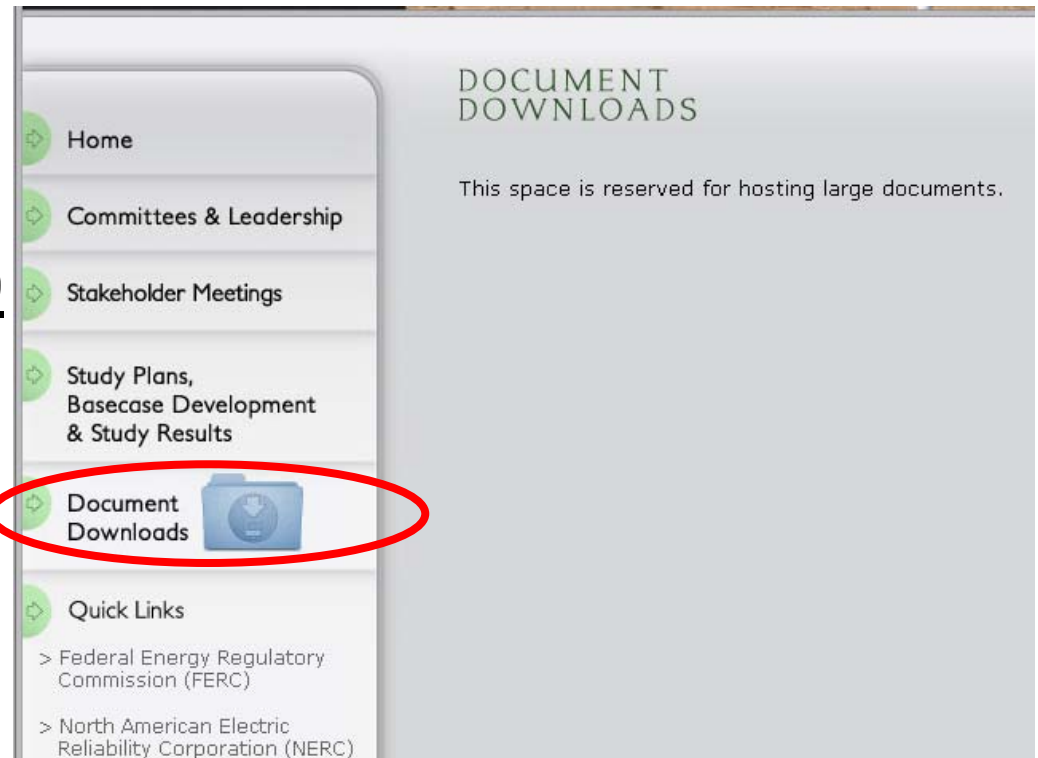 Home
Committees & Leadership
Stakeholder Meetings
Study Plans,
Basecase Development
& Study Results
Document
Downloads
Quick Links
> Federal Energy Regulatory
Commission (FERC)
> North American Electric
Reliability Corporation (NERC)
DOCUMENT
DOWNLOADS
This space is reserved for hosting large documents.